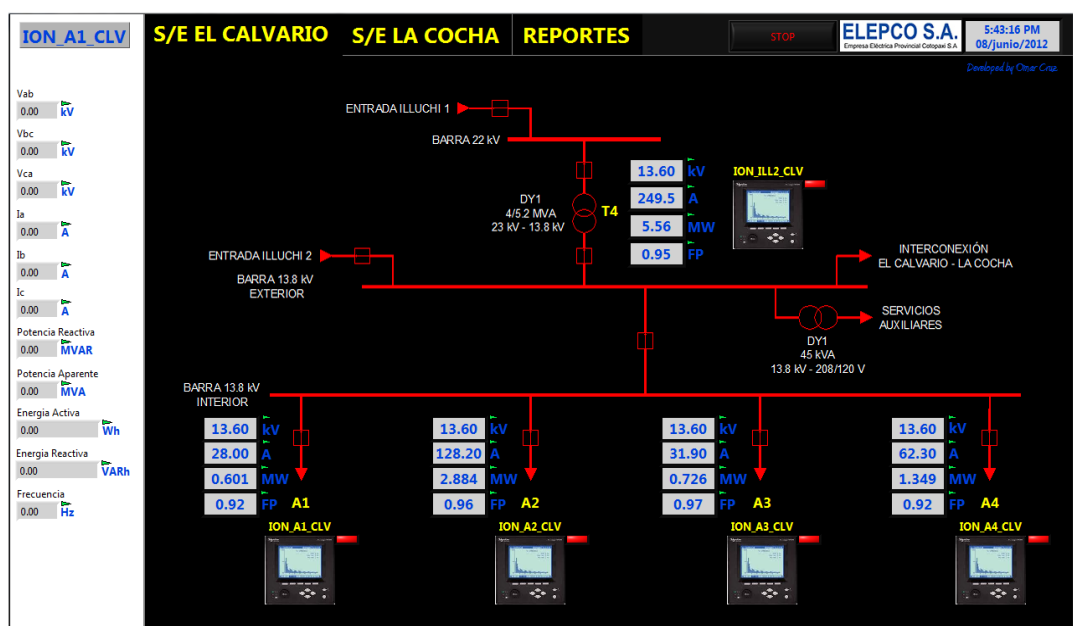 ION_A1_CLV
S/E EL CALVARIO
S/E LA COCHA
REPORTES
STOP
ELEPCO S.A.
Empresa Eléctrica Provincial Cotopaxi S.A
5:43:16 PM
08/junio/2012
Developed by Omar Cruz
Vab
0.00 kV
Vbc
0.00 kV
Vca
0.00 kV
Ia
0.00 A
Ib
0.00 A
Ic
0.00 A
Potencia Reactiva
0.00 MVAR
Potencia Aparente
0.00 MVA
Energia Activa
0.00 Wh
Energia Reactiva
0.00 VARh
Frecuencia
0.00 Hz
ENTRADA ILLUCHI 1
BARRA 22 kV
DY1
4/5.2 MVA
23 kV - 13.8 kV
T4
13.60 kV
249.5 A
5.56 MW
0.95 FP
ION_ILL2_CLV
ENTRADA ILLUCHI 2
BARRA 13.8 kV
EXTERIOR
INTERCONEXIÓN
EL CALVARIO - LA COCHA
SERVICIOS
AUXILIARES
DY1
45 kVA
13.8 kV - 208/120 V
BARRA 13.8 kV
INTERIOR
13.60 kV
28.00 A
0.601 MW
0.92 FP
A1
ION_A1_CLV
13.60 kV
128.20 A
2.884 MW
0.96 FP
A2
ION_A2_CLV
13.60 kV
31.90 A
0.726 MW
0.97 FP
A3
ION_A3_CLV
13.60 kV
62.30 A
1.349 MW
0.92 FP
A4
ION_A4_CLV